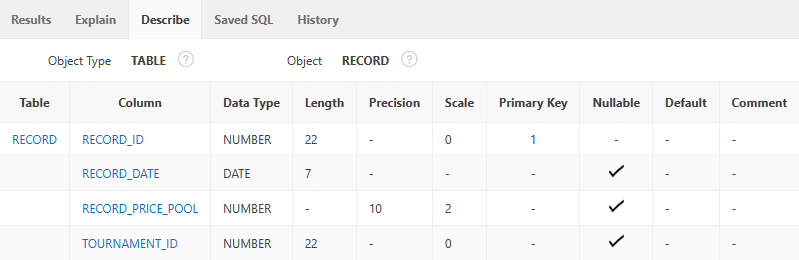 Results Explain Describe Saved SQL History
Object Type TABLE ? Object RECORD ?
Table Column Data Type Length Precision Scale Primary Key Nullable Default Comment
RECORD RECORD_ID NUMBER 22 - 0 1 - - -
RECORD_DATE DATE 7 - - - ✓ - -
RECORD_PRICE_POOL NUMBER - 10 2 - ✓ - -
TOURNAMENT_ID NUMBER 22 - 0 - ✓ - -